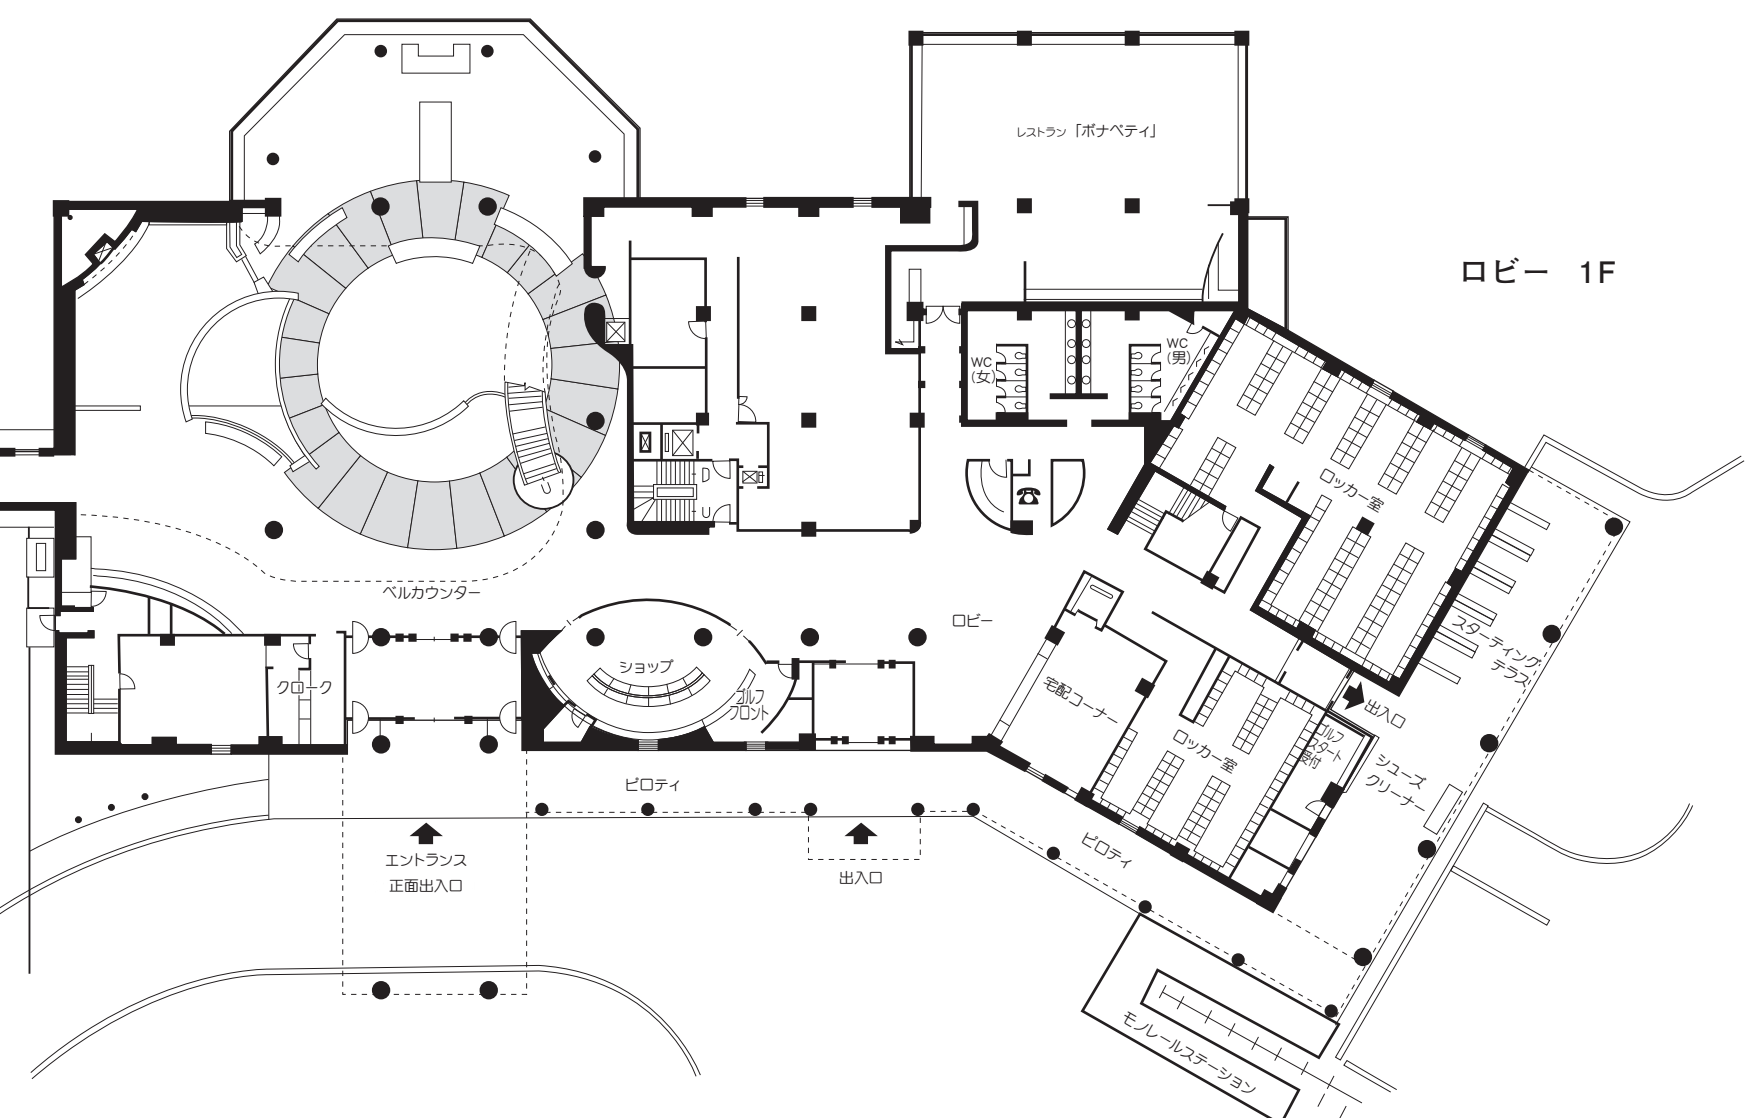 レストラン「ボナペティ」
ロビー 1F
WC
(女)
WC
(男)
D
U
U
ロッカー室
ベルカウンター
ロビー
スターティング
テラス
ショップ
クローク
ゴルフ
フロント
宅配コーナー
出入口
ロッカー室
ゴルフ
スタート
受付
シューズ
クリーナー
ピロティ
ピロティ
エントランス
正面出入口
出入口
モノレールステーション